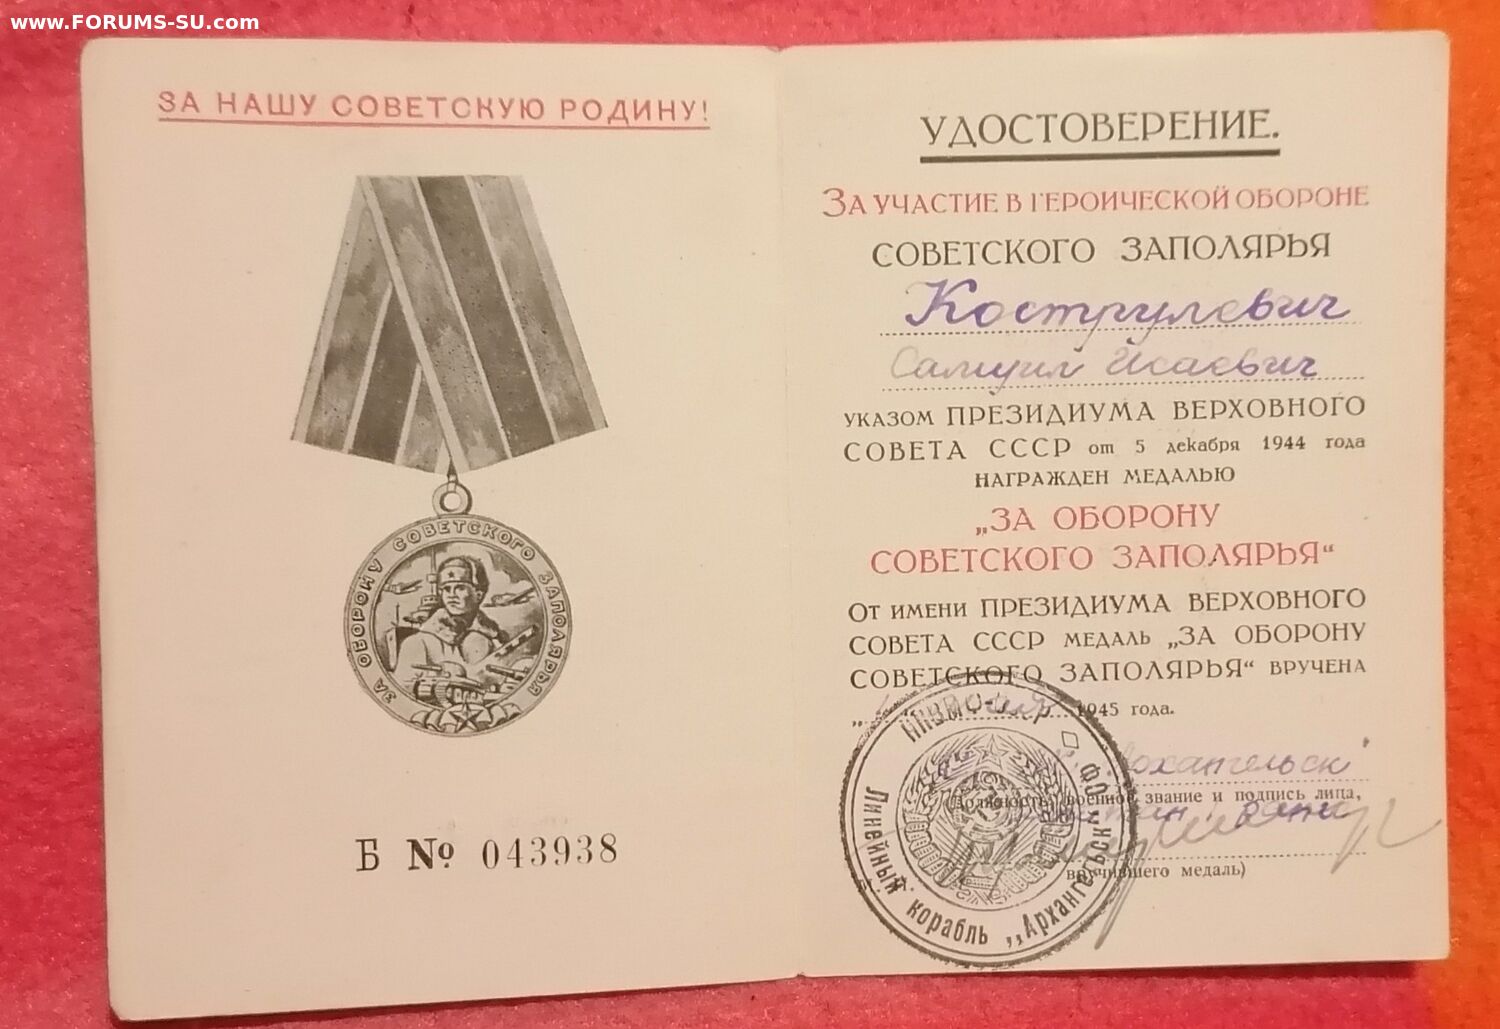 www.FORUMS-SU.com
ЗА НАШУ СОВЕТСКУЮ РОДИНУ!
ЗА ОБОРОНУ СОВЕТСКОГО ЗАПОЛЯРЬЯ
Б № 043938
УДОСТОВЕРЕНИЕ.
ЗА УЧАСТИЕ В ГЕРОИЧЕСКОЙ ОБОРОНЕ
СОВЕТСКОГО ЗАПОЛЯРЬЯ
Кострулевич
Самуил Исаевич
УКАЗОМ ПРЕЗИДИУМА ВЕРХОВНОГО
СОВЕТА СССР от 5 декабря 1944 года
НАГРАЖДЕН МЕДАЛЬЮ
„ЗА ОБОРОНУ
СОВЕТСКОГО ЗАПОЛЯРЬЯ“
ОТ ИМЕНИ ПРЕЗИДИУМА ВЕРХОВНОГО
СОВЕТА СССР МЕДАЛЬ „ЗА ОБОРОНУ
СОВЕТСКОГО ЗАПОЛЯРЬЯ“ ВРУЧЕНА
1945 года.
(Должность, военное звание и подпись лица,
вручившего медаль)
НКВМФ-СССР
Линейный корабль „Архангельск“